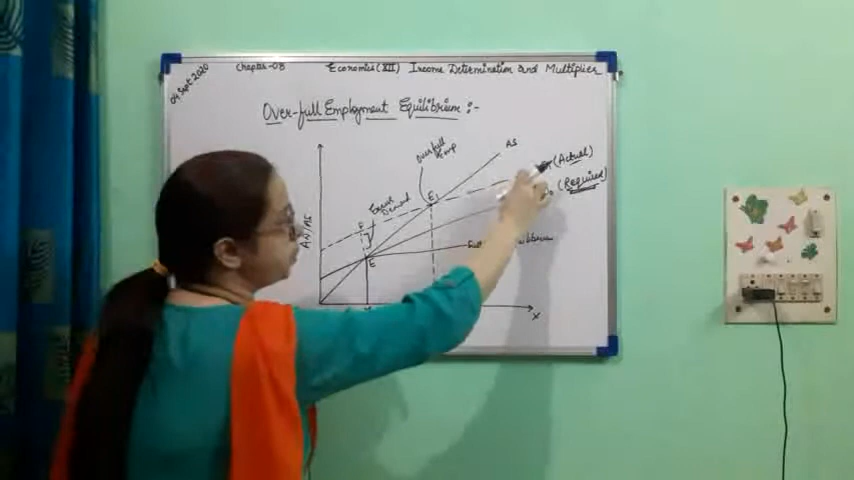 04 Sept 2020
Chapter-08
Economics (XII) Income Determination and Multiplier
Over-full Employment Equilibrium :-
Overfull
Emp
AS
(Actual)
(Required)
Excess
Demand
E1
F
E
AD/AS
X